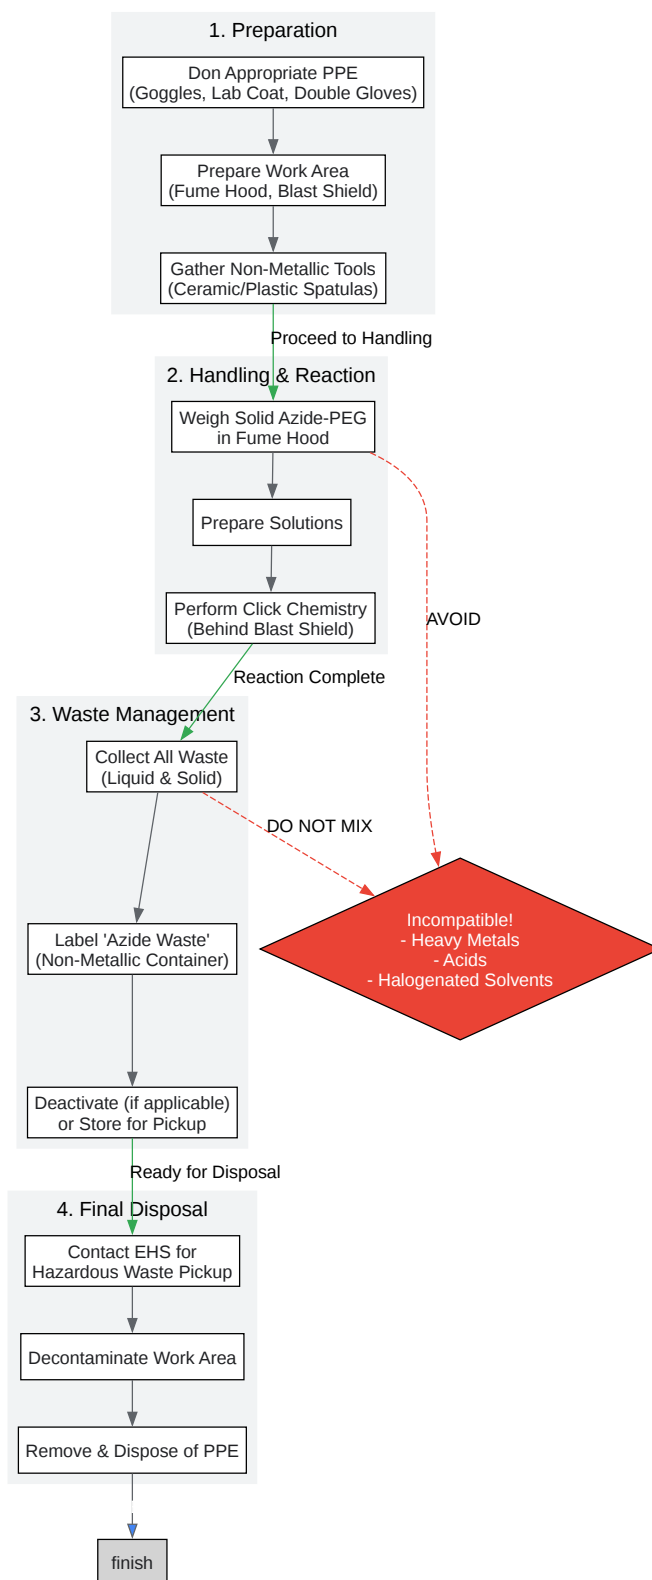 1. Preparation
Don Appropriate PPE
(Goggles, Lab Coat, Double Gloves)
Prepare Work Area
(Fume Hood, Blast Shield)
Gather Non-Metallic Tools
(Ceramic/Plastic Spatulas)
Proceed to Handling
2. Handling & Reaction
Weigh Solid Azide-PEG
in Fume Hood
Prepare Solutions
Perform Click Chemistry
(Behind Blast Shield)
AVOID
Reaction Complete
3. Waste Management
Collect All Waste
(Liquid & Solid)
DO NOT MIX
Incompatible!
- Heavy Metals
- Acids
- Halogenated Solvents
Label 'Azide Waste'
(Non-Metallic Container)
Deactivate (if applicable)
or Store for Pickup
Ready for Disposal
4. Final Disposal
Contact EHS for
Hazardous Waste Pickup
Decontaminate Work Area
Remove & Dispose of PPE
finish